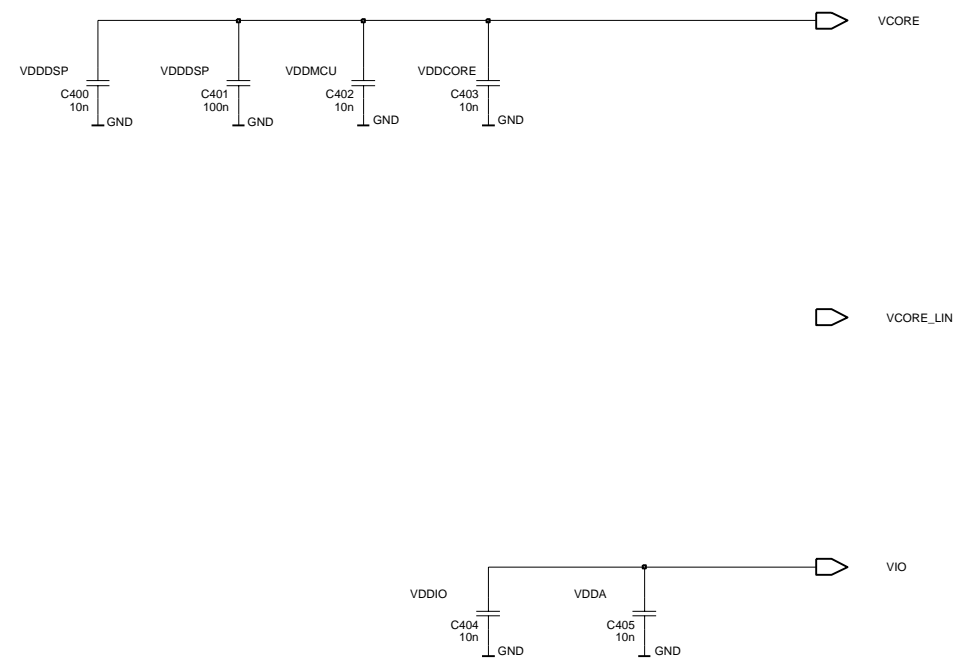 VCORE
VDDDSP
C400
10n
GND
VDDDSP
C401
100n
GND
VDDMCU
C402
10n
GND
VDDCORE
C403
10n
GND
VCORE_LIN
VIO
VDDIO
C404
10n
GND
VDDA
C405
10n
GND